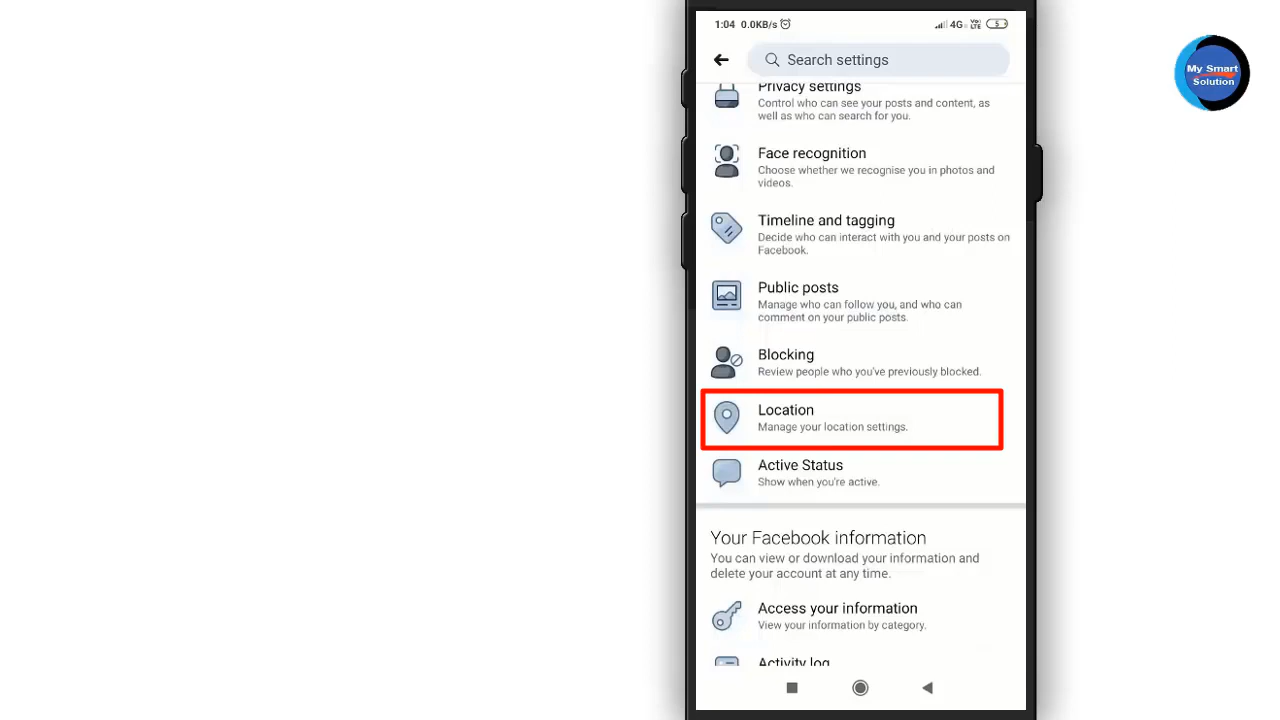 1:04 0.0KB/s
4G Vo LTE 5
Search settings
My Smart
Solution
Privacy settings
Control who can see your posts and content, as
well as who can search for you.
Face recognition
Choose whether we recognise you in photos and
videos.
Timeline and tagging
Decide who can interact with you and your posts on
Facebook.
Public posts
Manage who can follow you, and who can
comment on your public posts.
Blocking
Review people who you've previously blocked.
Location
Manage your location settings.
Active Status
Show when you're active.
Your Facebook information
You can view or download your information and
delete your account at any time.
Access your information
View your information by category.
Activity log